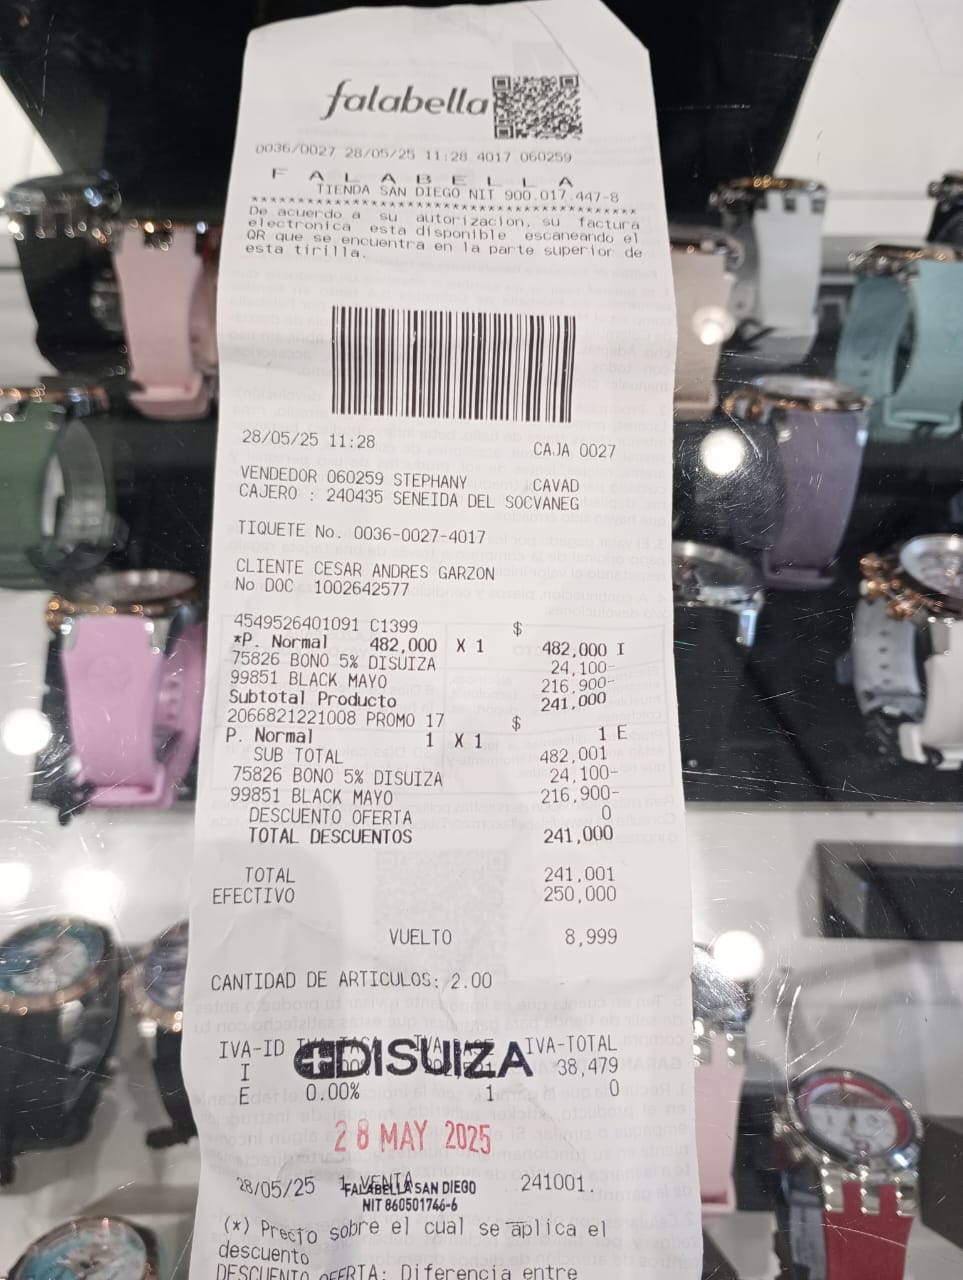 falabella
0036/0027 28/05/25 11:28 4017 060259
F A L A B E L L A
TIENDA SAN DIEGO NIT 900.017.447-8
****************************************
De acuerdo a su autorizacion, su factura
electronica esta disponible escaneando el
QR que se encuentra en la parte superior de
esta tirilla.
28/05/25 11:28 CAJA 0027
VENDEDOR 060259 STEPHANY CAVAD
CAJERO : 240435 SENEIDA DEL SOCVANEG
TIQUETE No. 0036-0027-4017
CLIENTE CESAR ANDRES GARZON
No DOC 1002642577
4549526401091 C1399 $
*P. Normal 482,000 X 1 482,000 I
75826 BONO 5% DISUIZA 24,100-
99851 BLACK MAYO 216,900-
Subtotal Producto 241,000
2066821221008 PROMO 17 $
P. Normal 1 X 1 1 E
SUB TOTAL 482,001
75826 BONO 5% DISUIZA 24,100-
99851 BLACK MAYO 216,900-
DESCUENTO OFERTA 0
TOTAL DESCUENTOS 241,000
TOTAL 241,001
EFECTIVO 250,000
VUELTO 8,999
CANTIDAD DE ARTICULOS: 2.00
IVA-ID IVA-TOTAL
DISUIZA
I 38,479
E 0.00% 1 0
28 MAY 2025
28/05/25 1 VENTA 241001
FALABELLA SAN DIEGO
NIT 860501746-6
(*) Precio sobre el cual se aplica el
descuento
DESCUENTO OFERTA: Diferencia entre